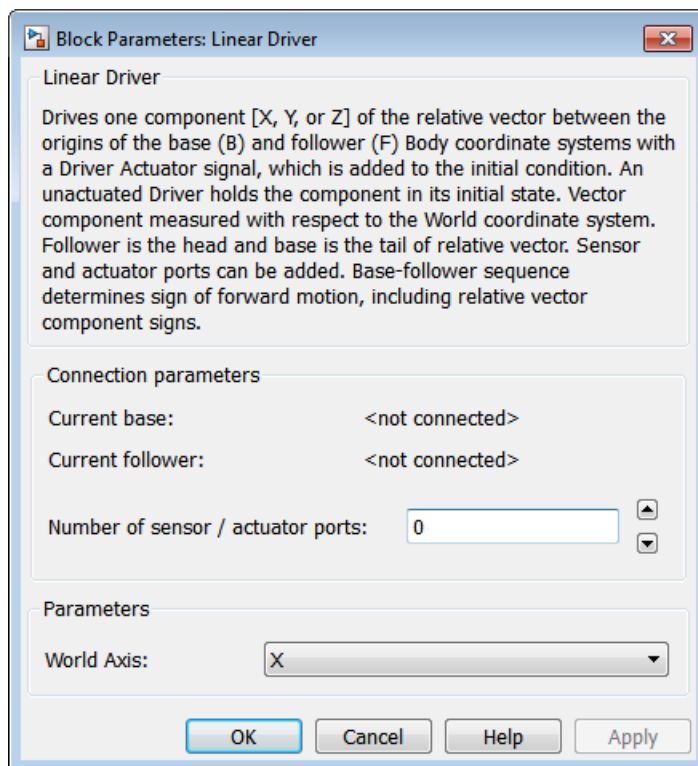 Block Parameters: Linear Driver
Linear Driver
Drives one component [X, Y, or Z] of the relative vector between the
origins of the base (B) and follower (F) Body coordinate systems with
a Driver Actuator signal, which is added to the initial condition. An
unactuated Driver holds the component in its initial state. Vector
component measured with respect to the World coordinate system.
Follower is the head and base is the tail of relative vector. Sensor
and actuator ports can be added. Base-follower sequence
determines sign of forward motion, including relative vector
component signs.
Connection parameters
Current base: <not connected>
Current follower: <not connected>
Number of sensor / actuator ports: 0
Parameters
World Axis: X
OK Cancel Help Apply